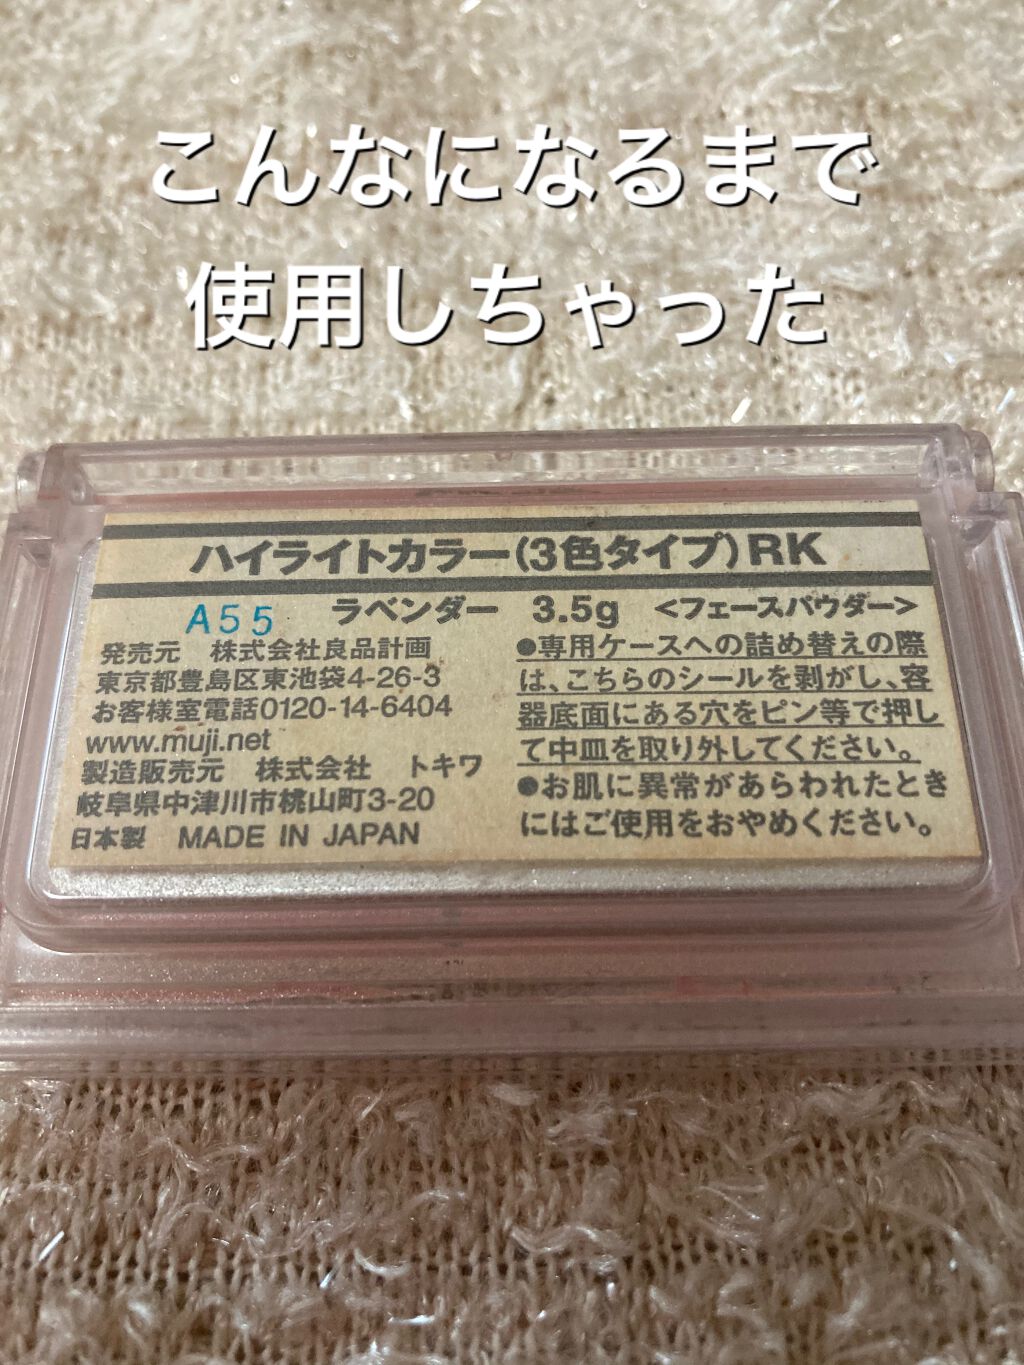 こんなになるまで
使用しちゃった
ハイライトカラー(3色タイプ)RK
A55 ラベンダー 3.5g <フェースパウダー>
発売元 株式会社良品計画
東京都豊島区東池袋4-26-3
お客様室電話0120-14-6404
www.muji.net
製造販売元 株式会社 トキワ
岐阜県中津川市桃山町3-20
日本製 MADE IN JAPAN
●専用ケースへの詰め替えの際
は、こちらのシールを剥がし、容
器底面にある穴をピン等で押し
て中皿を取り外してください。
●お肌に異常があらわれたとき
にはご使用をおやめください。